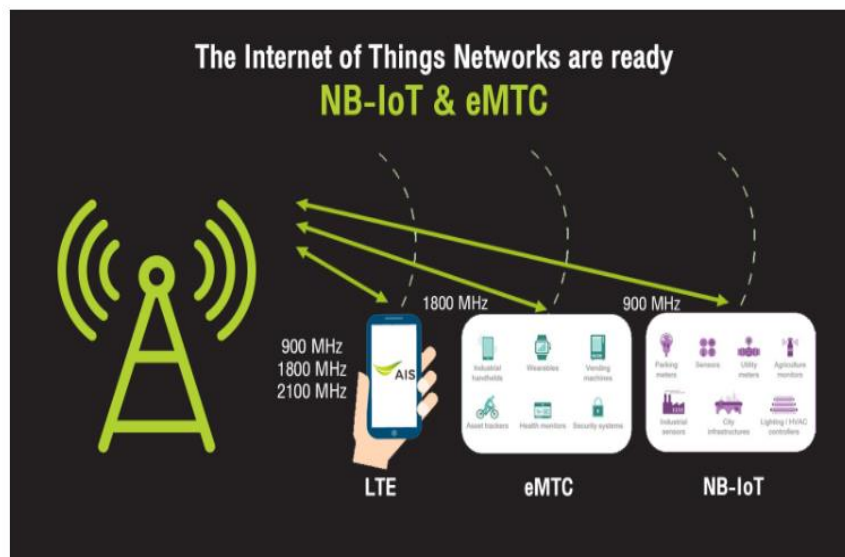 The Internet of Things Networks are ready
NB-IoT & eMTC
1800 MHz
900 MHz
900 MHz
1800 MHz
2100 MHz
AIS
Industrial
handhelds
Wearables
Vending
machines
Asset trackers
Health monitors
Security systems
Parking
meters
Sensors
Utility
meters
Agriculture
monitors
Industrial
sensors
City
infrastructures
Lighting / HVAC
controllers
LTE
eMTC
NB-IoT